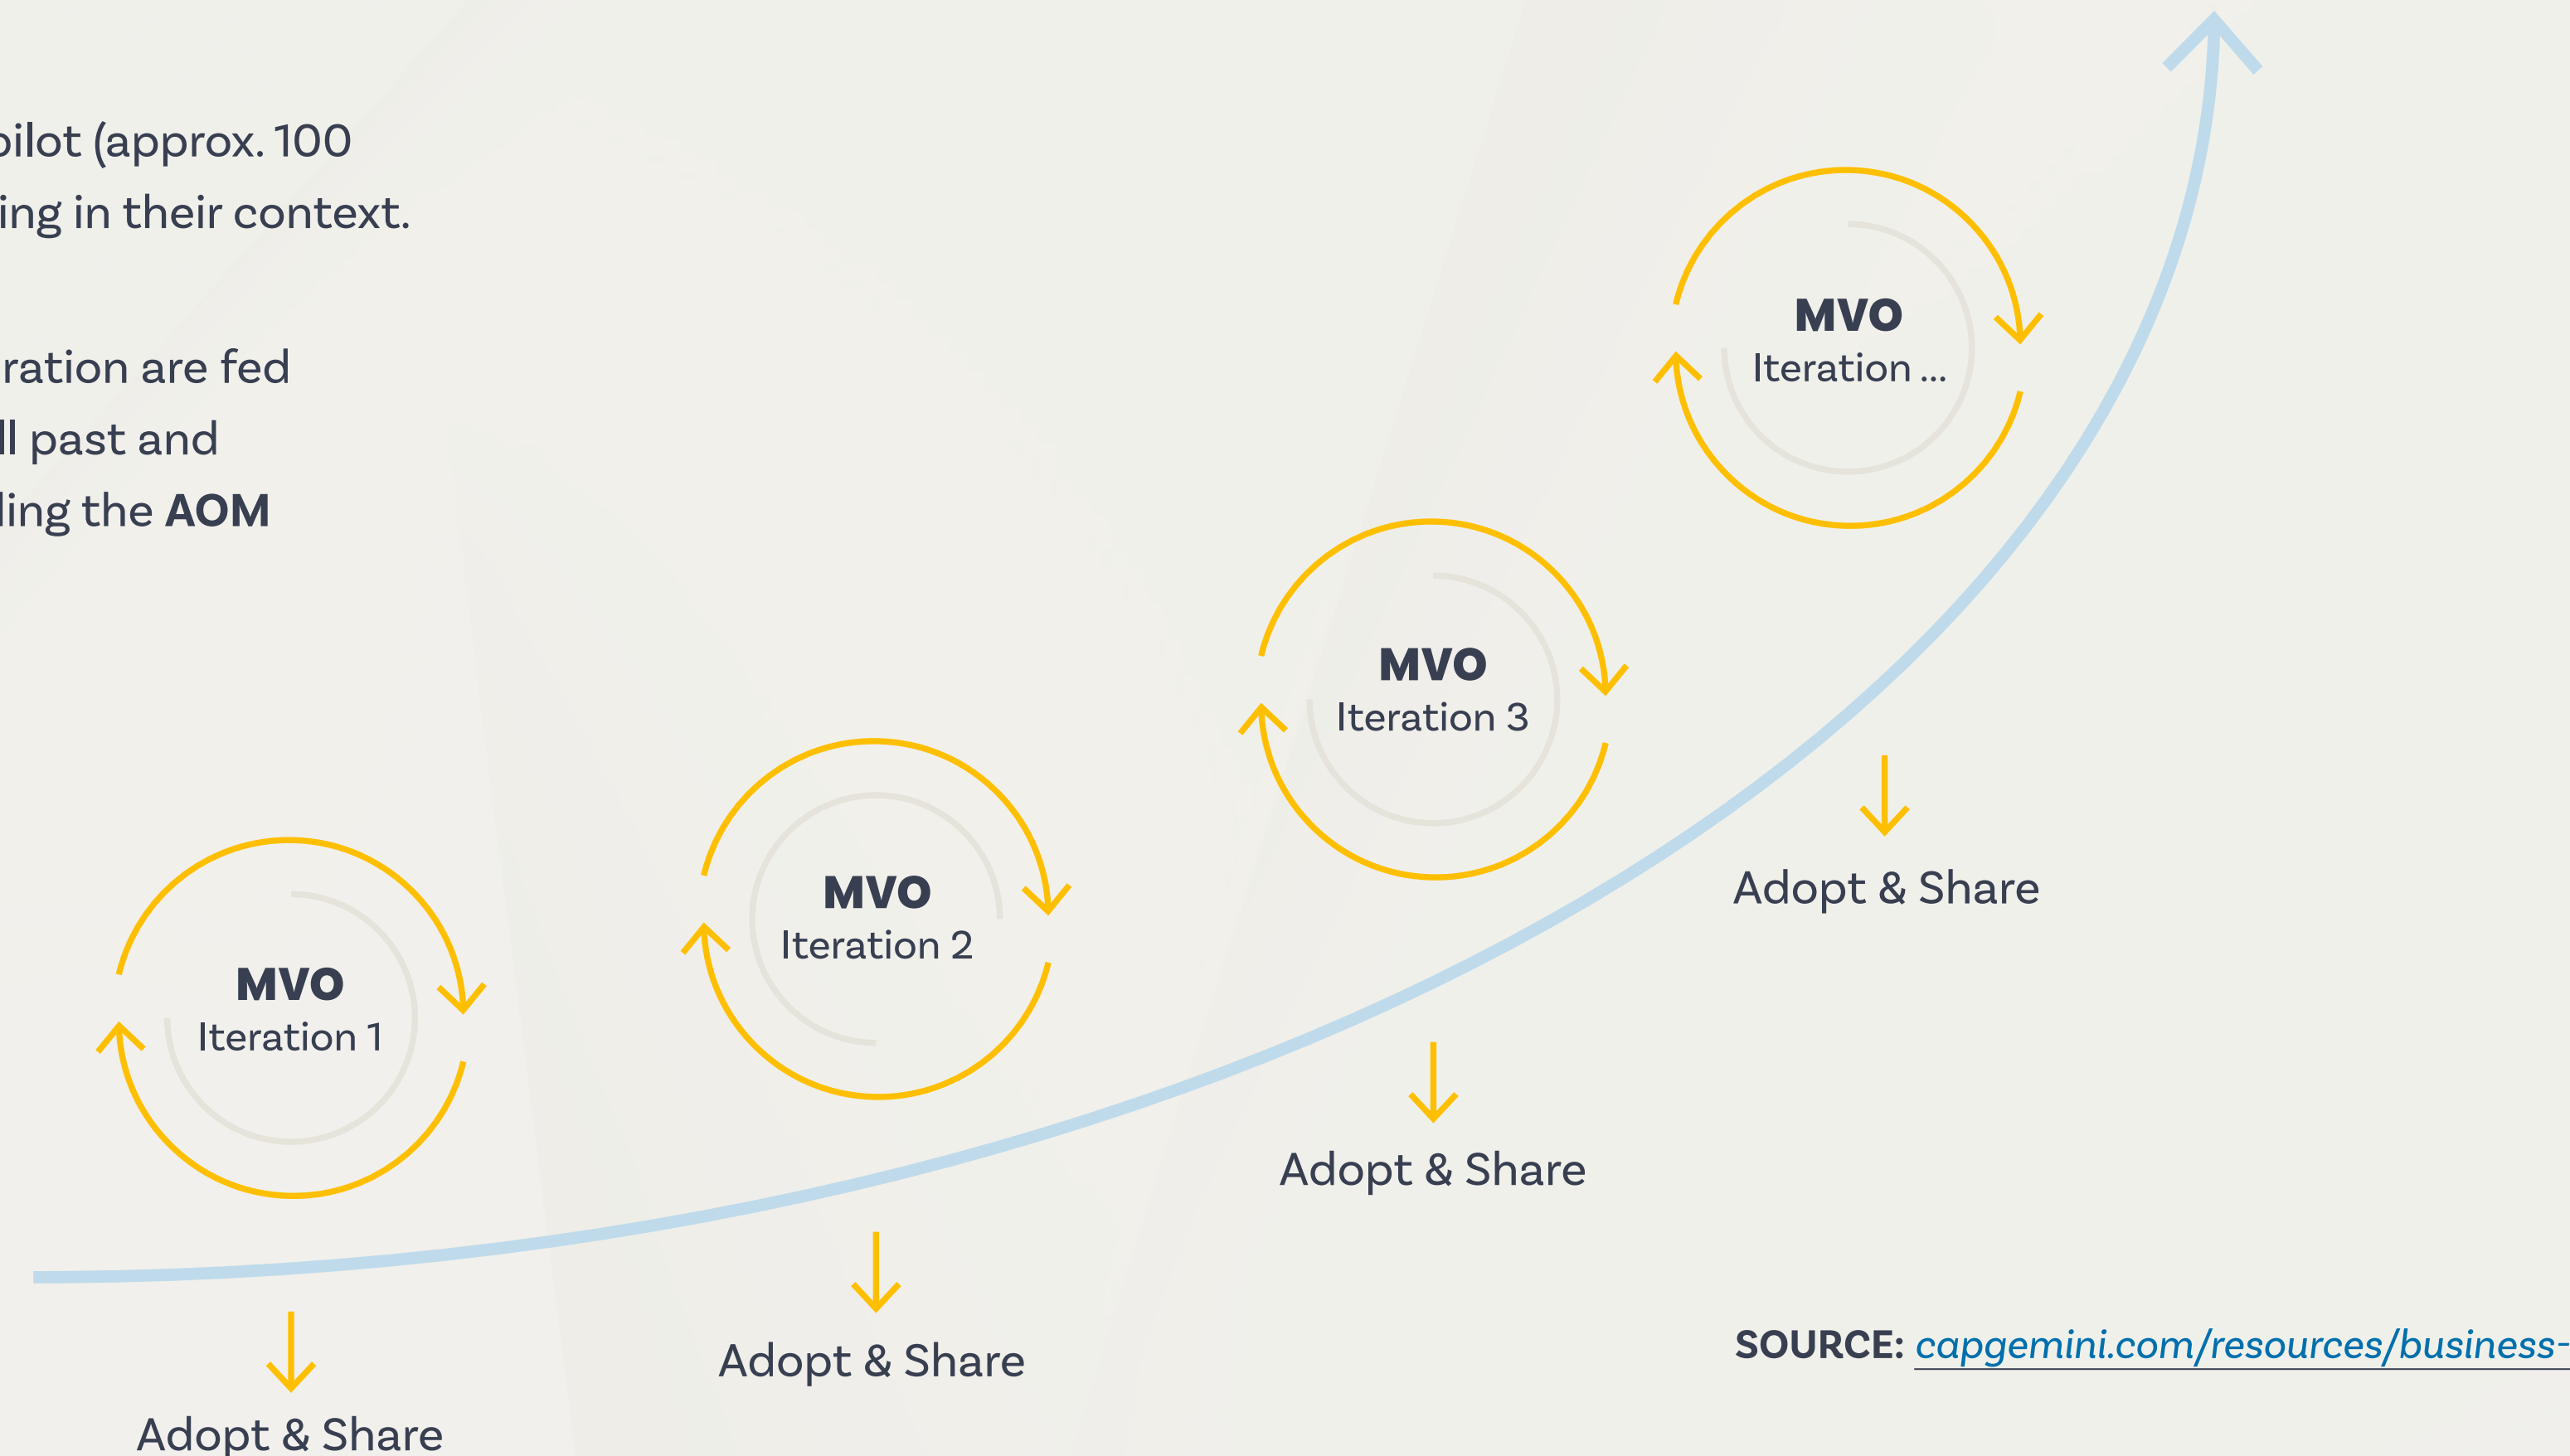 pilot (approx. 100
ing in their context.
ration are fed
ll past and
ling the AOM
MVO
Iteration ...
MVO
Iteration 3
MVO
Iteration 2
MVO
Iteration 1
Adopt & Share
Adopt & Share
Adopt & Share
Adopt & Share
SOURCE: capgemini.com/resources/business-